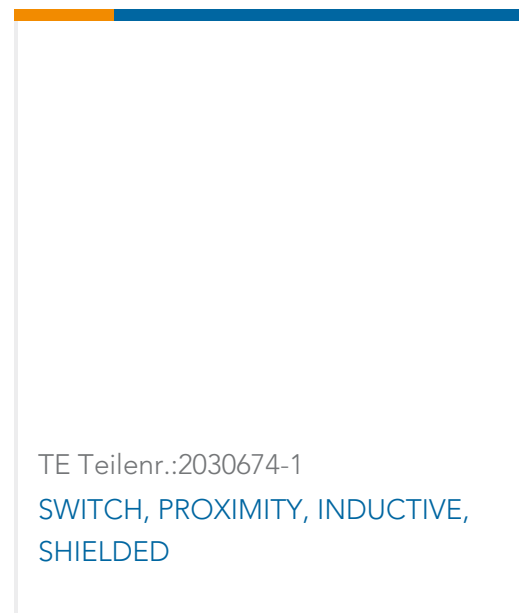 TE Teilenr.:2030674-1
SWITCH, PROXIMITY, INDUCTIVE,
SHIELDED